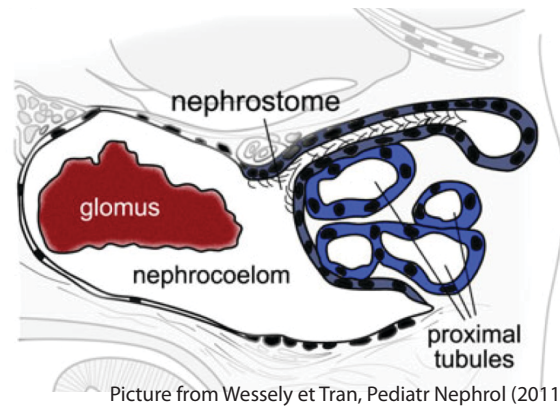 nephrostome
glomus
nephrocoelom
proximal
tubules
Picture from Wessely et Tran, Pediatr Nephrol (2011